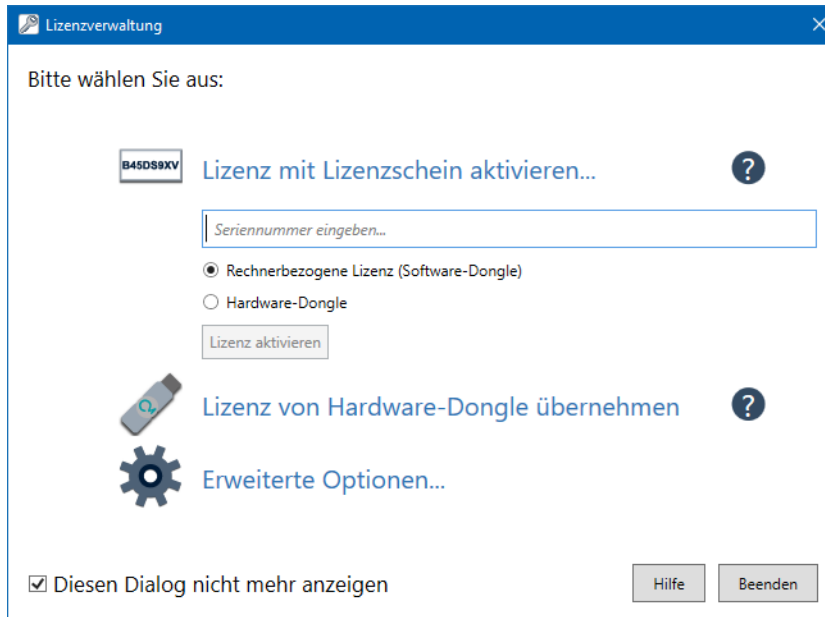 Lizenzverwaltung
Bitte wählen Sie aus:
B45DS9XV
Lizenz mit Lizenzschein aktivieren...
?
Seriennummer eingeben...
Rechnerbezogene Lizenz (Software-Dongle)
Hardware-Dongle
Lizenz aktivieren
Lizenz von Hardware-Dongle übernehmen
?
Erweiterte Optionen...
Diesen Dialog nicht mehr anzeigen
Hilfe
Beenden